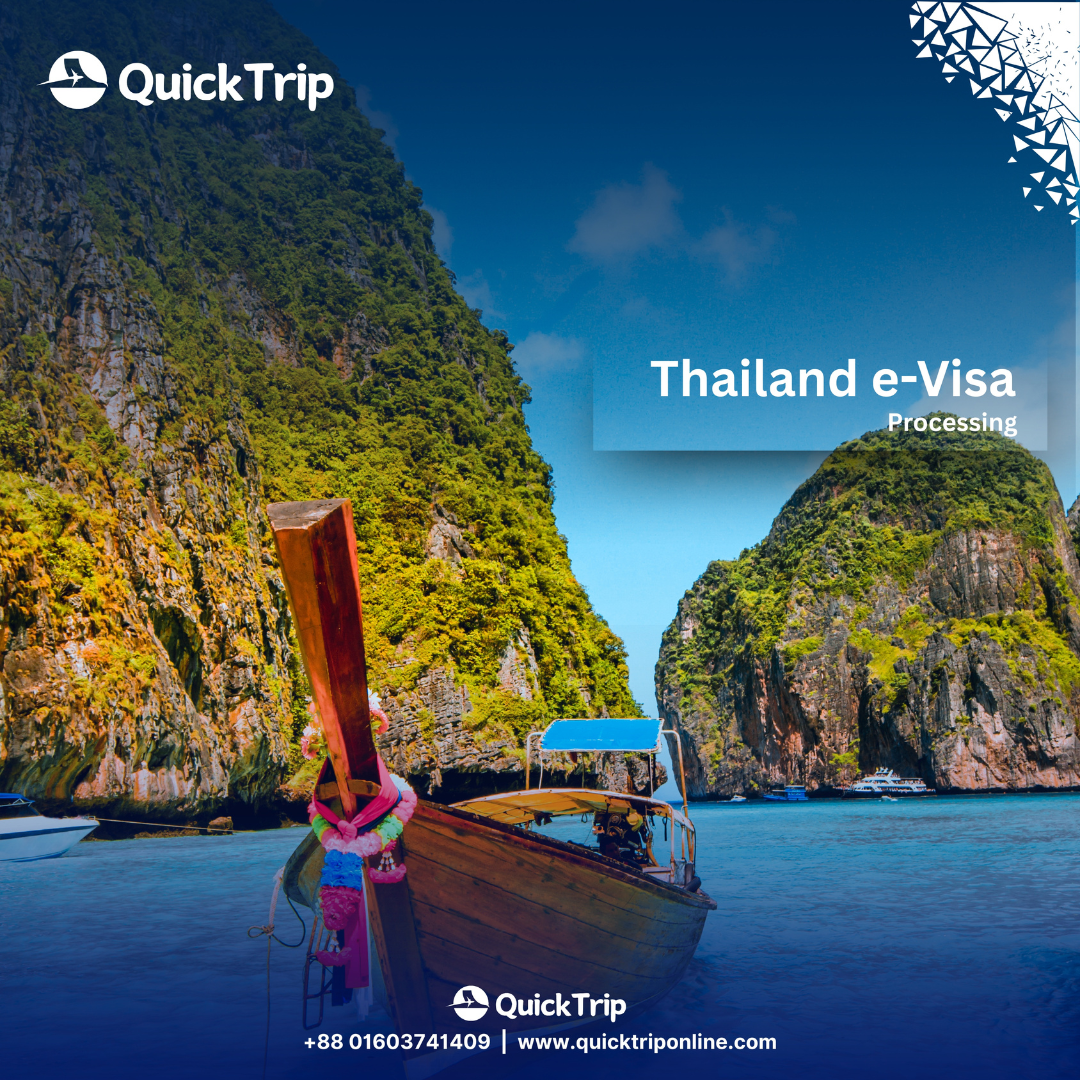 QuickTrip
Thailand e-Visa
Processing
QuickTrip
+88 01603741409 | www.quicktriponline.com